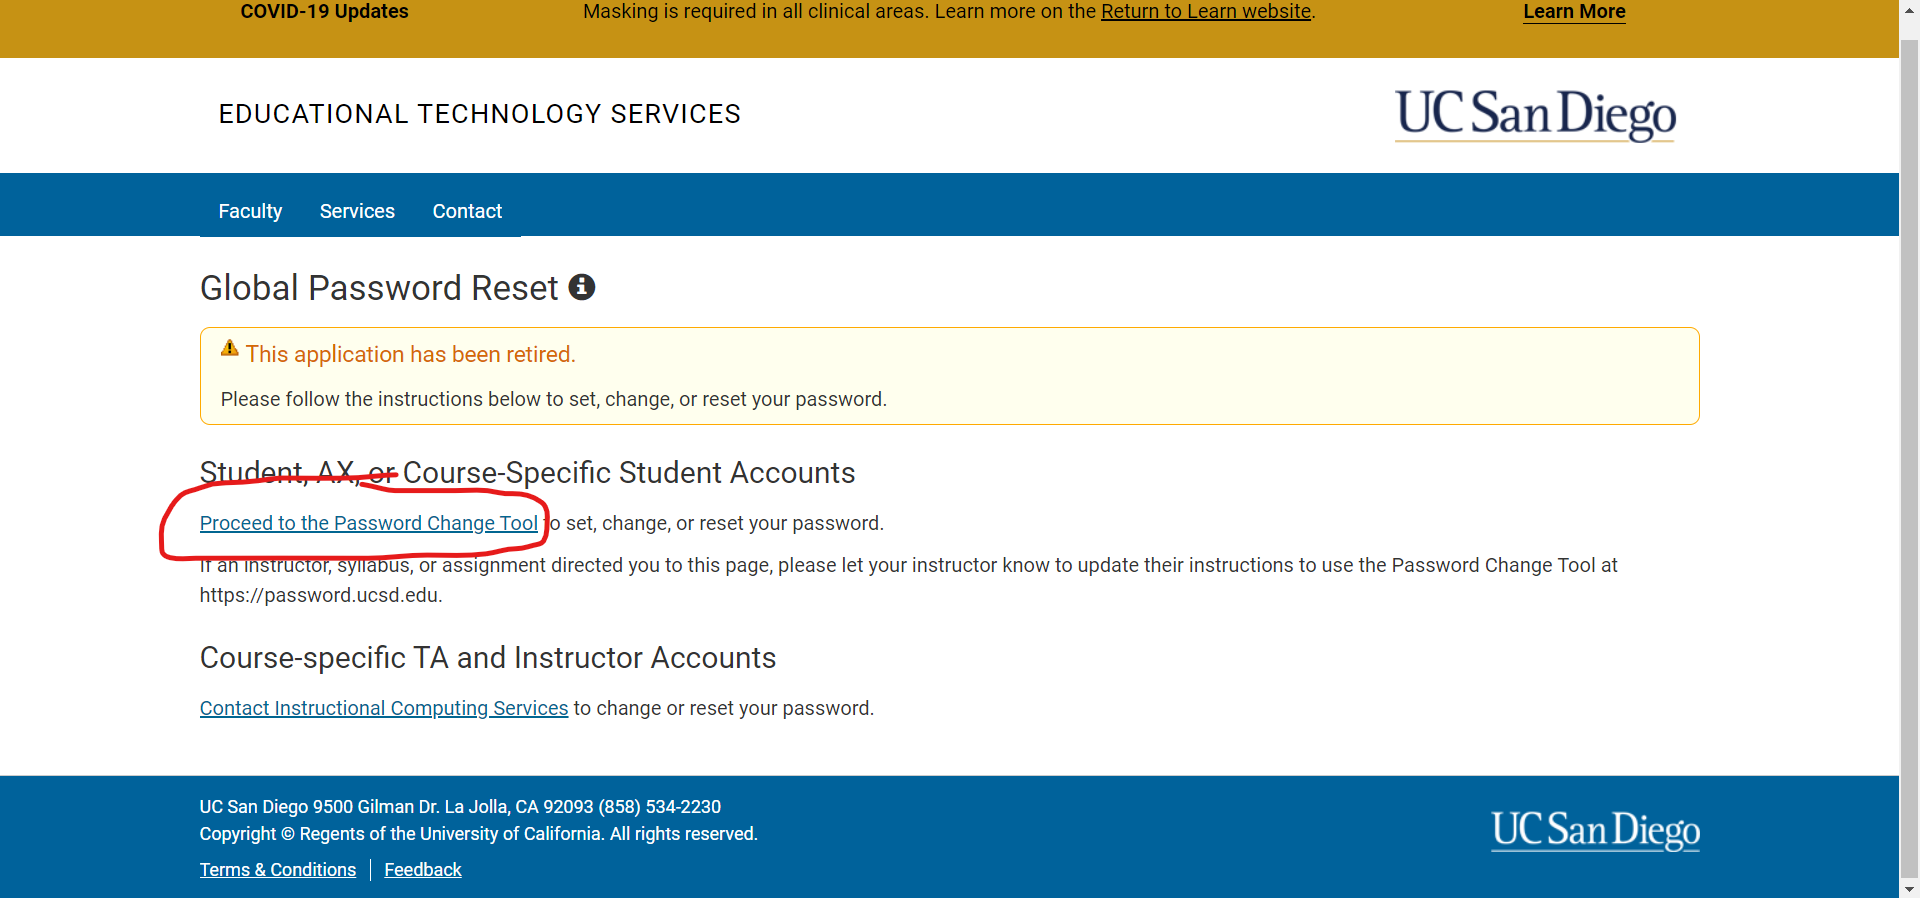 COVID-19 Updates Masking is required in all clinical areas. Learn more on the Return to Learn website. Learn More
EDUCATIONAL TECHNOLOGY SERVICES UC San Diego
Faculty Services Contact
Global Password Reset
This application has been retired.
Please follow the instructions below to set, change, or reset your password.
Student, AX, or Course-Specific Student Accounts
Proceed to the Password Change Tool to set, change, or reset your password.
If an instructor, syllabus, or assignment directed you to this page, please let your instructor know to update their instructions to use the Password Change Tool at
https://password.ucsd.edu.
Course-specific TA and Instructor Accounts
Contact Instructional Computing Services to change or reset your password.
UC San Diego 9500 Gilman Dr. La Jolla, CA 92093 (858) 534-2230
Copyright © Regents of the University of California. All rights reserved.
UC San Diego
Terms & Conditions Feedback